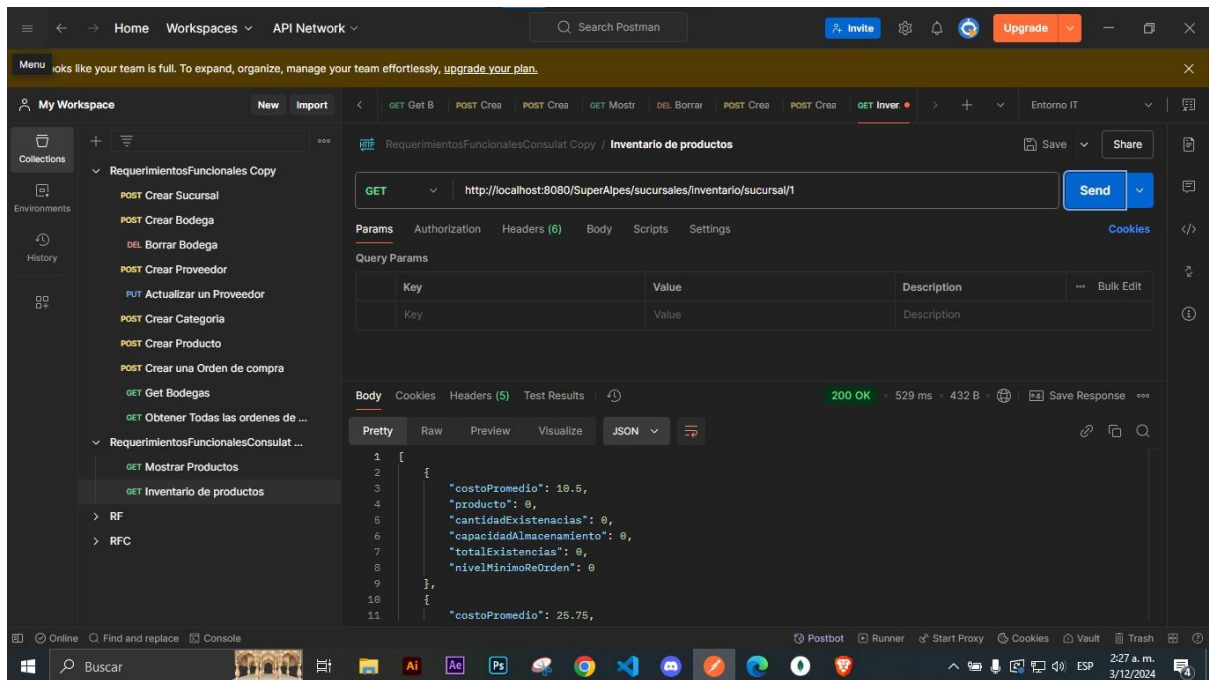 Home Workspaces API Network Search Postman Invite Upgrade
Menu oks like your team is full. To expand, organize, manage your team effortlessly, upgrade your plan.
My Workspace New Import GET Get B POST Crea POST Crea GET Mostr DEL Borrar POST Crea POST Crea GET Inver. Entorno IT
Collections
Environments
History
RequerimientosFuncionales Copy
POST Crear Sucursal
POST Crear Bodega
DEL Borrar Bodega
POST Crear Proveedor
PUT Actualizar un Proveedor
POST Crear Categoria
POST Crear Producto
POST Crear una Orden de compra
GET Get Bodegas
GET Obtener Todas las ordenes de ...
RequerimientosFuncionalesConsulat ...
GET Mostrar Productos
GET Inventario de productos
RF
RFC
HTTP RequerimientosFuncionalesConsulat Copy / Inventario de productos Save Share
GET http://localhost:8080/SuperAlpes/sucursales/inventario/sucursal/1 Send
Params Authorization Headers (6) Body Scripts Settings Cookies
Query Params
Key Value Description Bulk Edit
Key Value Description
Body Cookies Headers (5) Test Results 200 OK 529 ms 432 B Save Response
Pretty Raw Preview Visualize JSON
1 [
2 {
3 "costoPromedio": 10.5,
4 "producto": 0,
5 "cantidadExistenacias": 0,
6 "capacidadAlmacenamiento": 0,
7 "totalExistencias": 0,
8 "nivelMinimoReOrden": 0
9 },
10 {
11 "costoPromedio": 25.75,
Online Find and replace Console Postbot Runner Start Proxy Cookies Vault Trash
Buscar Ai Ae Ps ESP 2:27 a. m.
3/12/2024 4